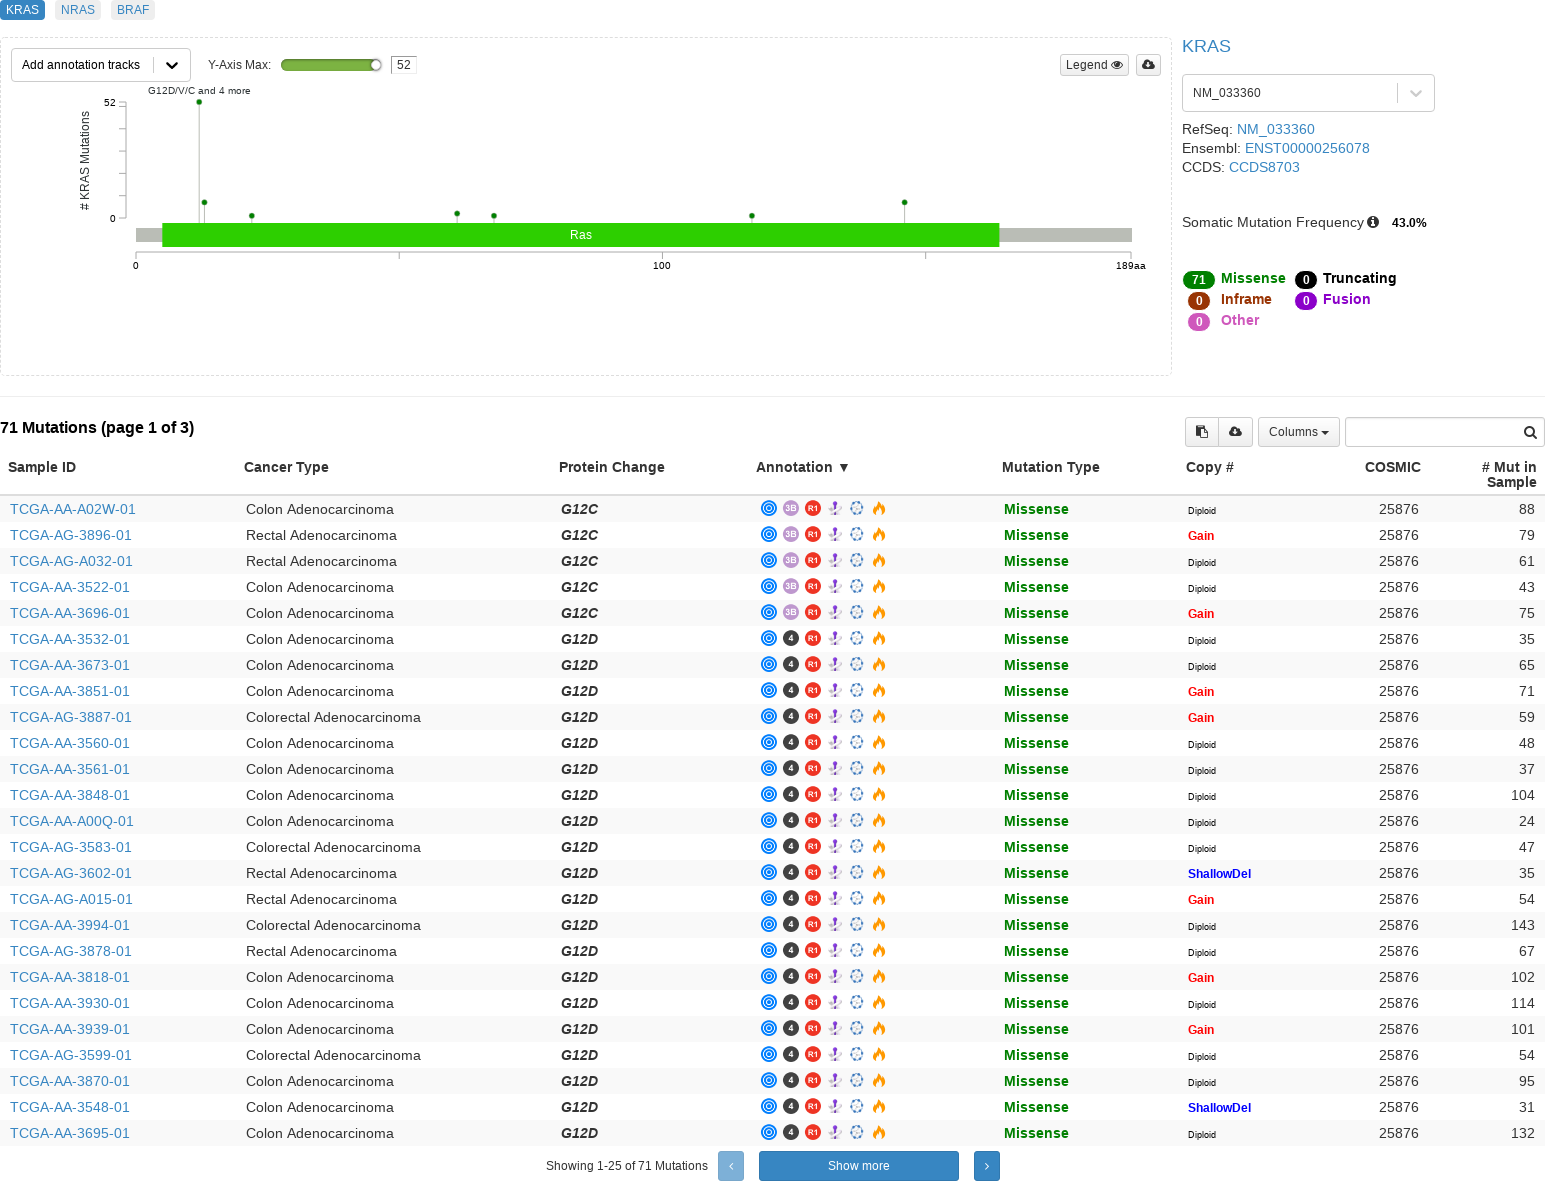 KRAS NRAS BRAF
Add annotation tracks Y-Axis Max: 52 Legend
G12D/V/C and 4 more
52
# KRAS Mutations
0
Ras
0 100 189aa
KRAS
NM_033360
RefSeq: NM_033360
Ensembl: ENST00000256078
CCDS: CCDS8703
Somatic Mutation Frequency 43.0%
71 Missense 0 Truncating
0 Inframe 0 Fusion
0 Other
71 Mutations (page 1 of 3) Columns
Sample ID Cancer Type Protein Change Annotation ▼ Mutation Type Copy # COSMIC # Mut in
Sample
TCGA-AA-A02W-01 Colon Adenocarcinoma G12C 3B R1 Missense Diploid 25876 88
TCGA-AG-3896-01 Rectal Adenocarcinoma G12C 3B R1 Missense Gain 25876 79
TCGA-AG-A032-01 Rectal Adenocarcinoma G12C 3B R1 Missense Diploid 25876 61
TCGA-AA-3522-01 Colon Adenocarcinoma G12C 3B R1 Missense Diploid 25876 43
TCGA-AA-3696-01 Colon Adenocarcinoma G12C 3B R1 Missense Gain 25876 75
TCGA-AA-3532-01 Colon Adenocarcinoma G12D 4 R1 Missense Diploid 25876 35
TCGA-AA-3673-01 Colon Adenocarcinoma G12D 4 R1 Missense Diploid 25876 65
TCGA-AA-3851-01 Colon Adenocarcinoma G12D 4 R1 Missense Gain 25876 71
TCGA-AG-3887-01 Colorectal Adenocarcinoma G12D 4 R1 Missense Gain 25876 59
TCGA-AA-3560-01 Colon Adenocarcinoma G12D 4 R1 Missense Diploid 25876 48
TCGA-AA-3561-01 Colon Adenocarcinoma G12D 4 R1 Missense Diploid 25876 37
TCGA-AA-3848-01 Colon Adenocarcinoma G12D 4 R1 Missense Diploid 25876 104
TCGA-AA-A00Q-01 Colon Adenocarcinoma G12D 4 R1 Missense Diploid 25876 24
TCGA-AG-3583-01 Colorectal Adenocarcinoma G12D 4 R1 Missense Diploid 25876 47
TCGA-AG-3602-01 Rectal Adenocarcinoma G12D 4 R1 Missense ShallowDel 25876 35
TCGA-AG-A015-01 Rectal Adenocarcinoma G12D 4 R1 Missense Gain 25876 54
TCGA-AA-3994-01 Colorectal Adenocarcinoma G12D 4 R1 Missense Diploid 25876 143
TCGA-AG-3878-01 Rectal Adenocarcinoma G12D 4 R1 Missense Diploid 25876 67
TCGA-AA-3818-01 Colon Adenocarcinoma G12D 4 R1 Missense Gain 25876 102
TCGA-AA-3930-01 Colon Adenocarcinoma G12D 4 R1 Missense Diploid 25876 114
TCGA-AA-3939-01 Colon Adenocarcinoma G12D 4 R1 Missense Gain 25876 101
TCGA-AG-3599-01 Colorectal Adenocarcinoma G12D 4 R1 Missense Diploid 25876 54
TCGA-AA-3870-01 Colon Adenocarcinoma G12D 4 R1 Missense Diploid 25876 95
TCGA-AA-3548-01 Colon Adenocarcinoma G12D 4 R1 Missense ShallowDel 25876 31
TCGA-AA-3695-01 Colon Adenocarcinoma G12D 4 R1 Missense Diploid 25876 132
Showing 1-25 of 71 Mutations ‹ Show more ›